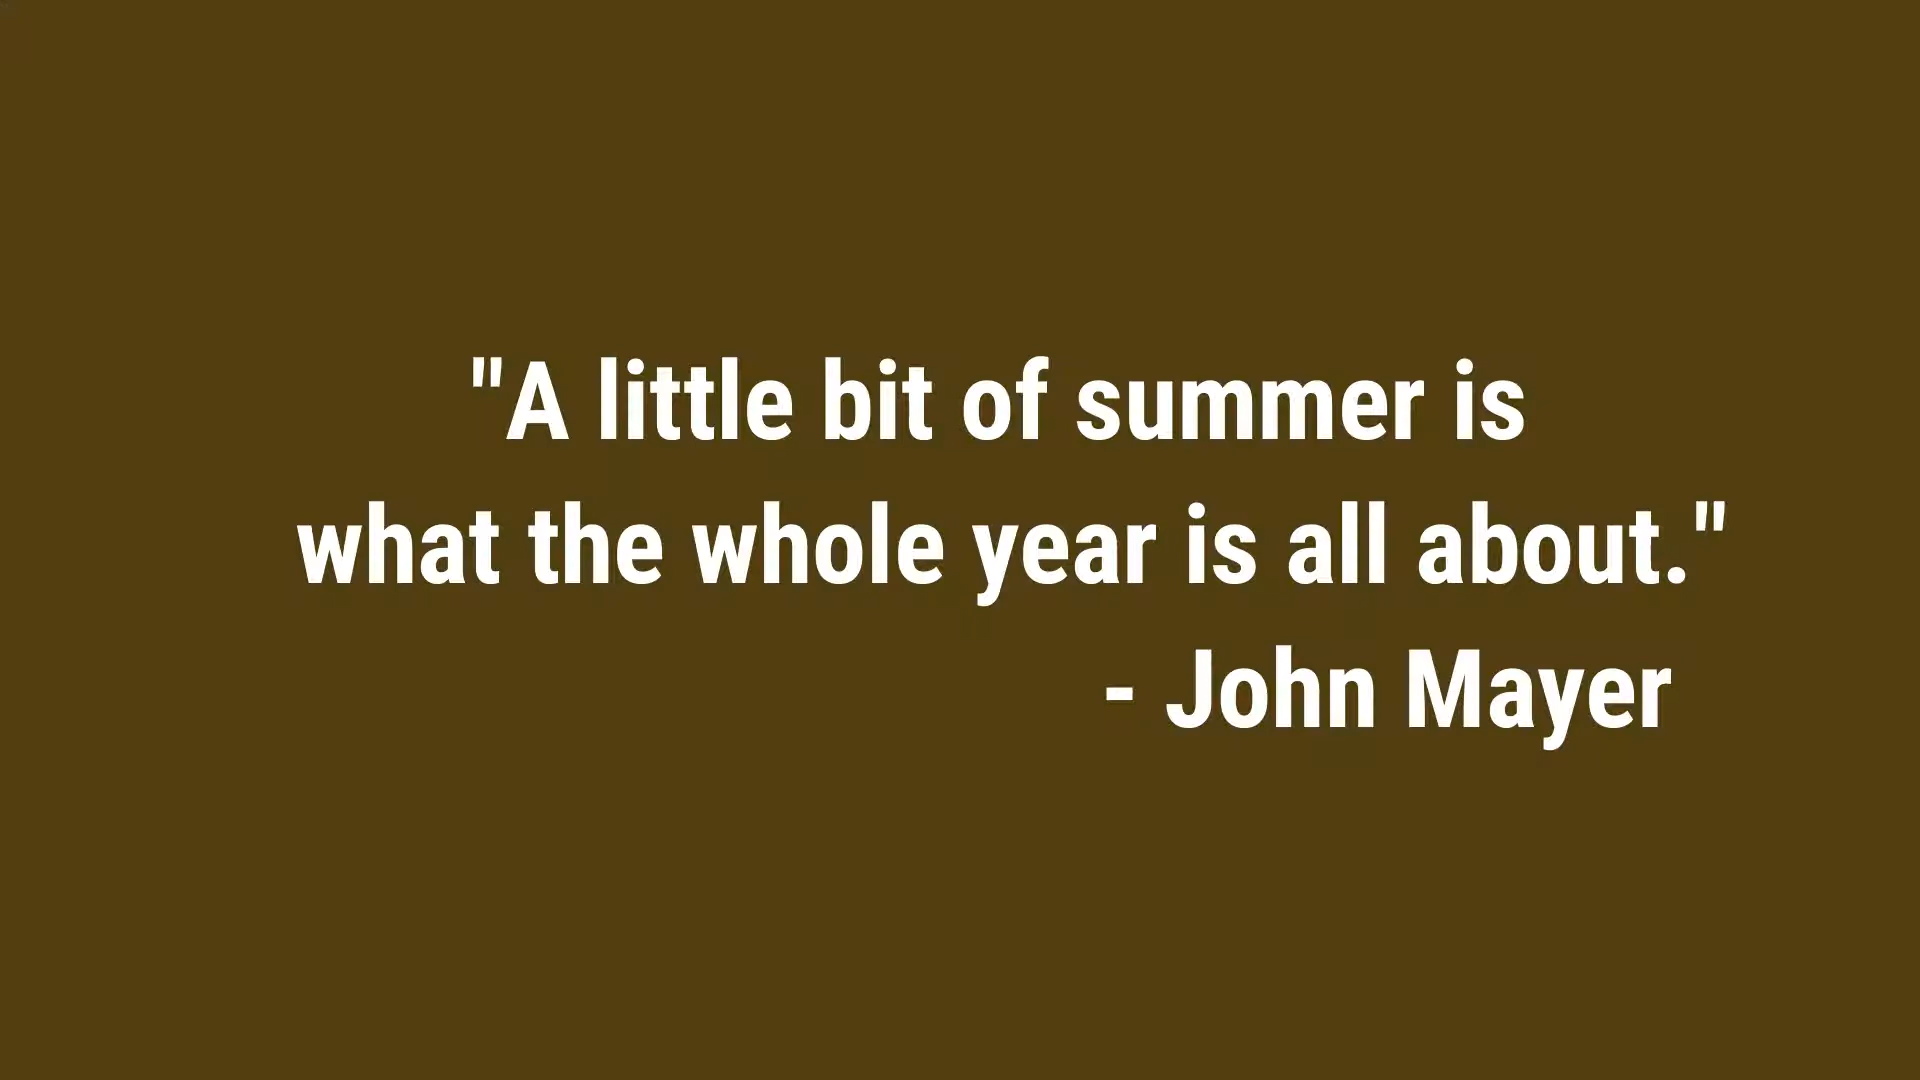 "A little bit of summer is
what the whole year is all about."
- John Mayer